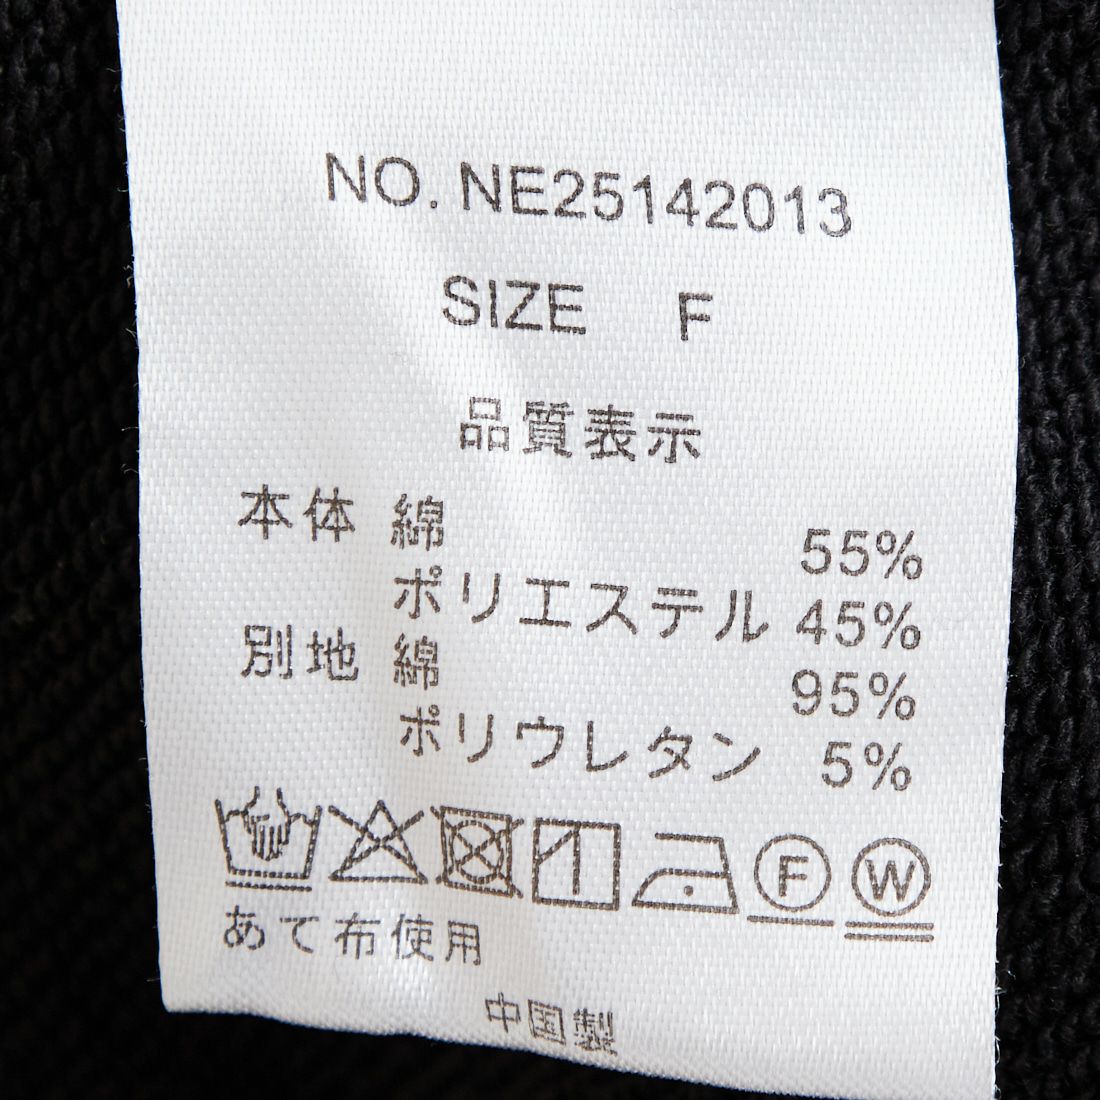 NO. NE25142013
SIZE F
品質表示
本体 綿 55%
ポリエステル 45%
別地 綿 95%
ポリウレタン 5%
F W
あて布使用
中国製